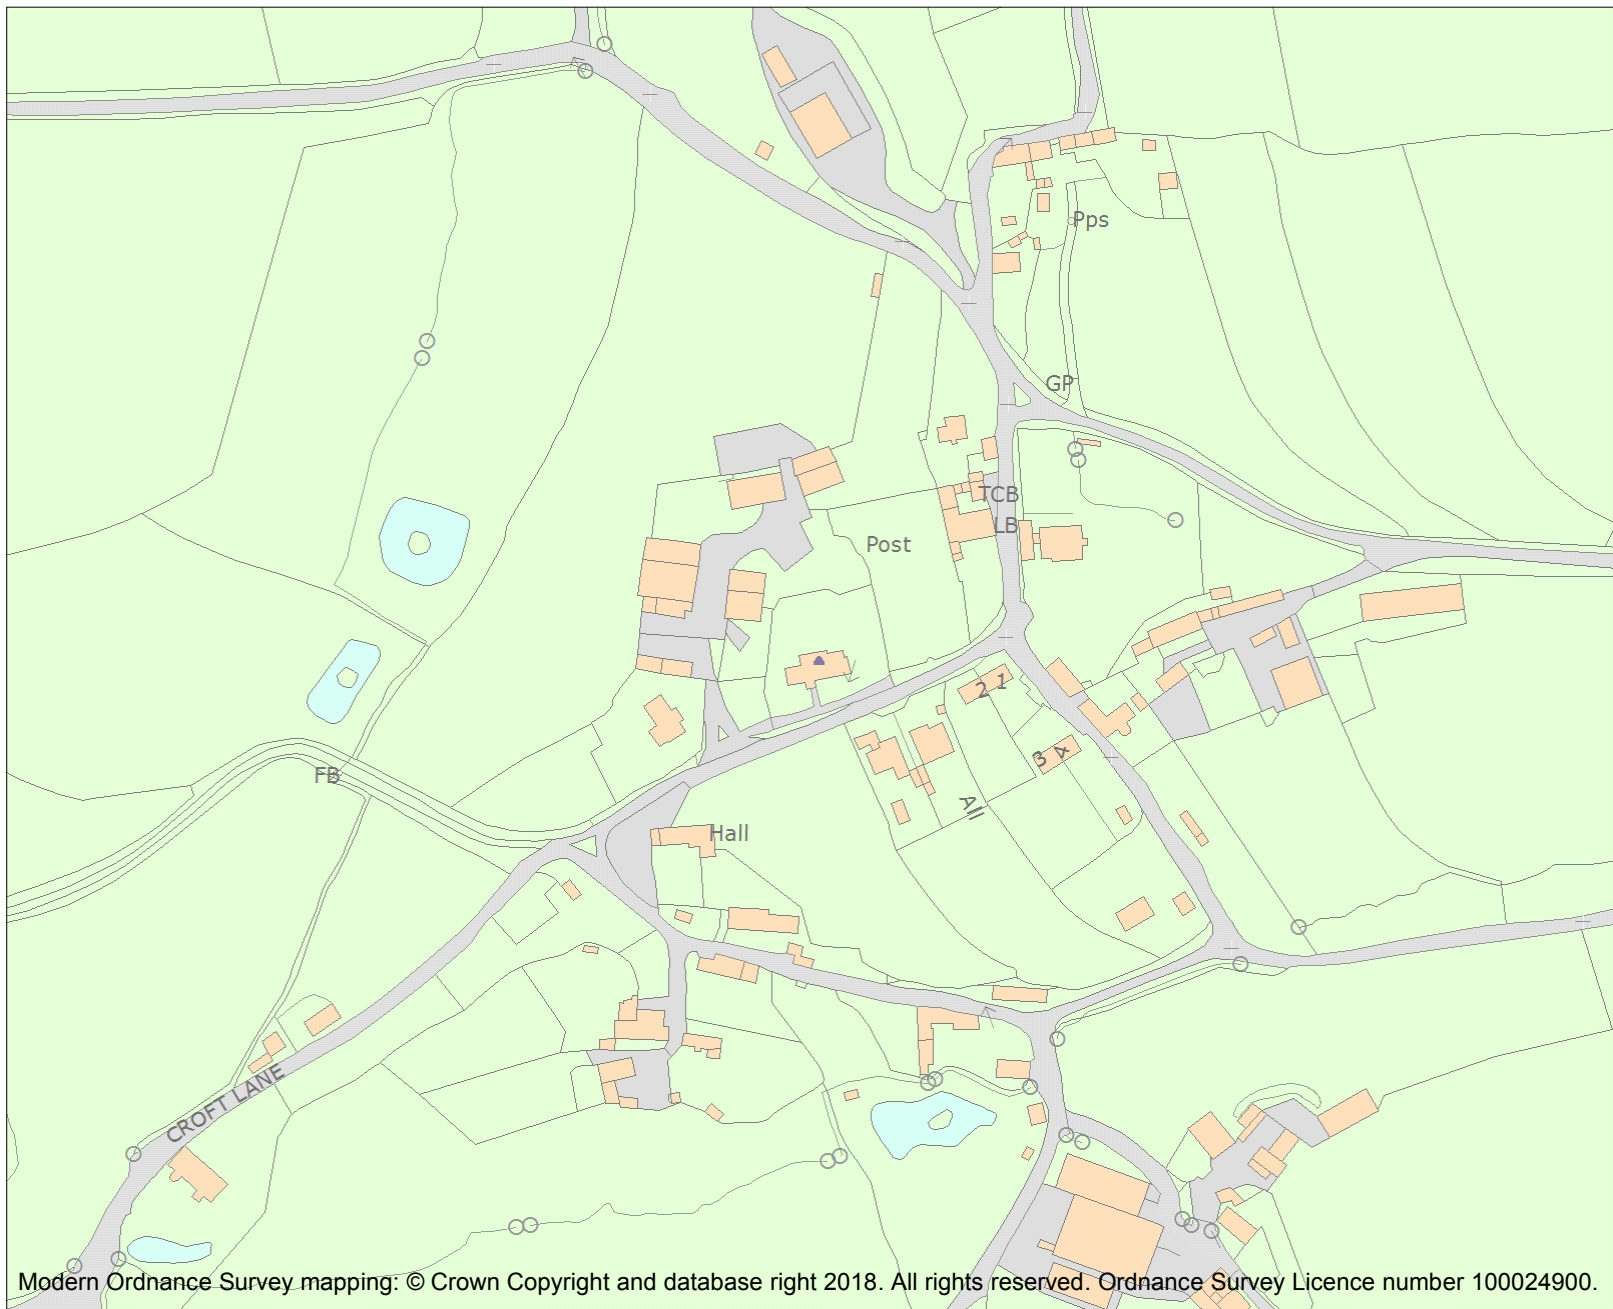 Pps
GP
TCB
LB
Post
2 1
3 4
FB
All
Hall
CROFT LANE
Modern Ordnance Survey mapping: © Crown Copyright and database right 2018. All rights reserved. Ordnance Survey Licence number 100024900.